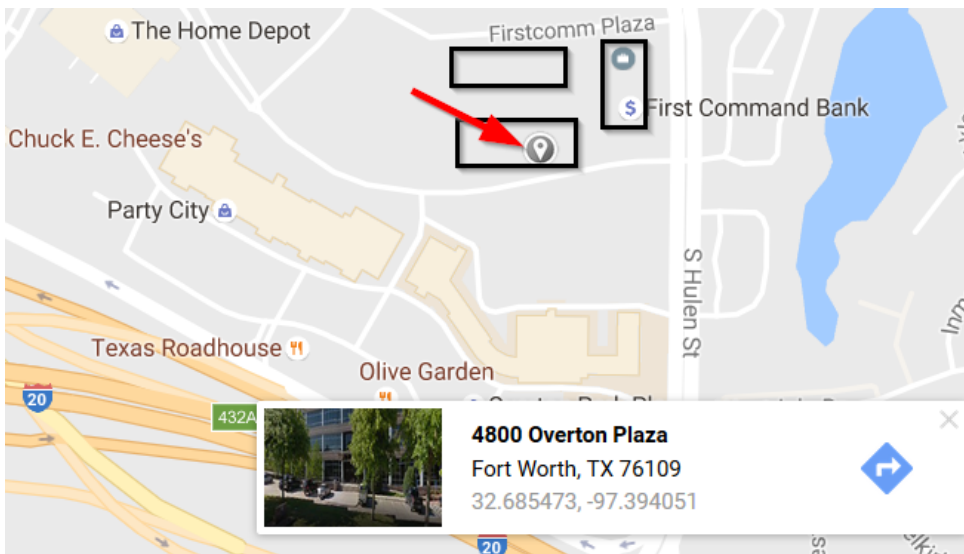 The Home Depot
Firstcomm Plaza
$ First Command Bank
Chuck E. Cheese's
Party City
S Hulen St
Texas Roadhouse
Olive Garden
20
432A
4800 Overton Plaza
Fort Worth, TX 76109
32.685473, -97.394051
20